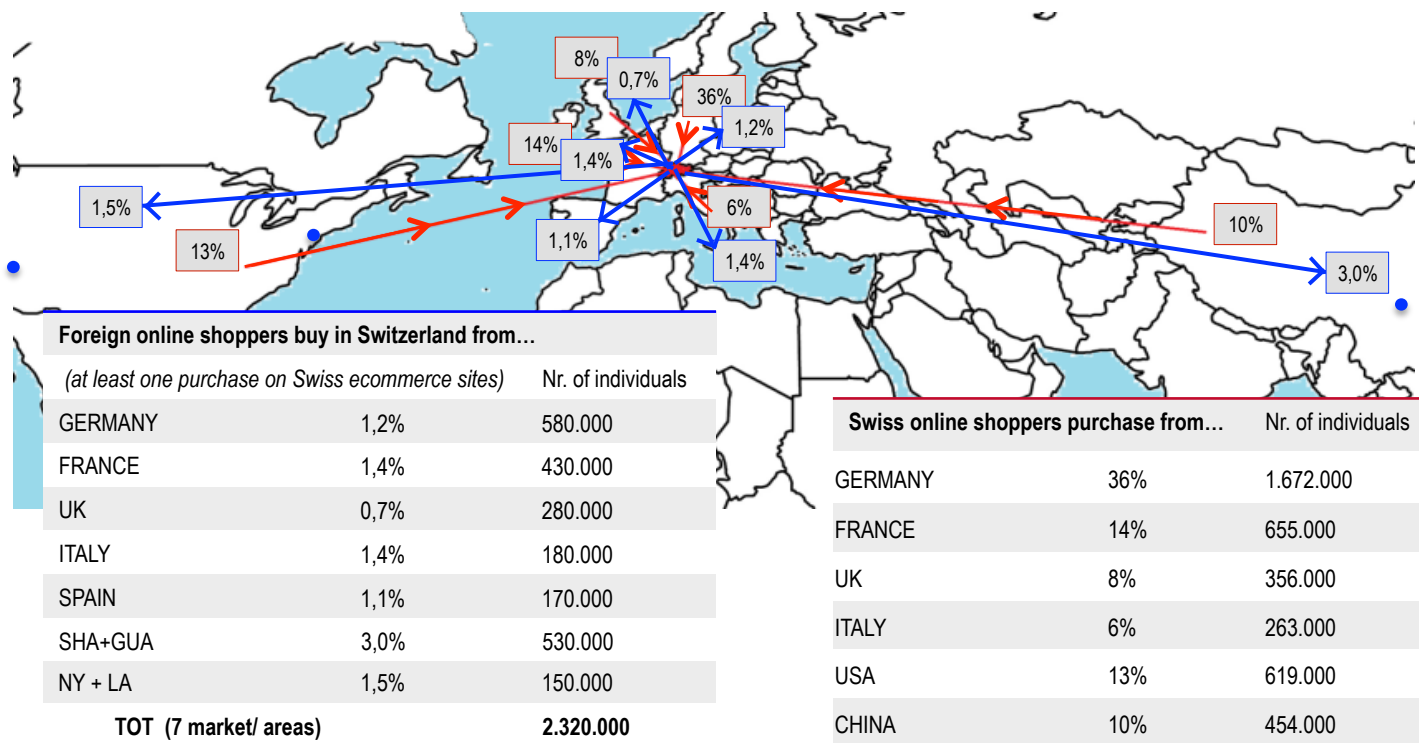 8%
0,7%
36%
1,2%
14%
1,4%
1,5%
6%
13%
1,1%
1,4%
10%
3,0%
Foreign online shoppers buy in Switzerland from…
(at least one purchase on Swiss ecommerce sites) Nr. of individuals
GERMANY 1,2% 580.000
FRANCE 1,4% 430.000
UK 0,7% 280.000
ITALY 1,4% 180.000
SPAIN 1,1% 170.000
SHA+GUA 3,0% 530.000
NY + LA 1,5% 150.000
TOT (7 market/ areas) 2.320.000
Swiss online shoppers purchase from… Nr. of individuals
GERMANY 36% 1.672.000
FRANCE 14% 655.000
UK 8% 356.000
ITALY 6% 263.000
USA 13% 619.000
CHINA 10% 454.000